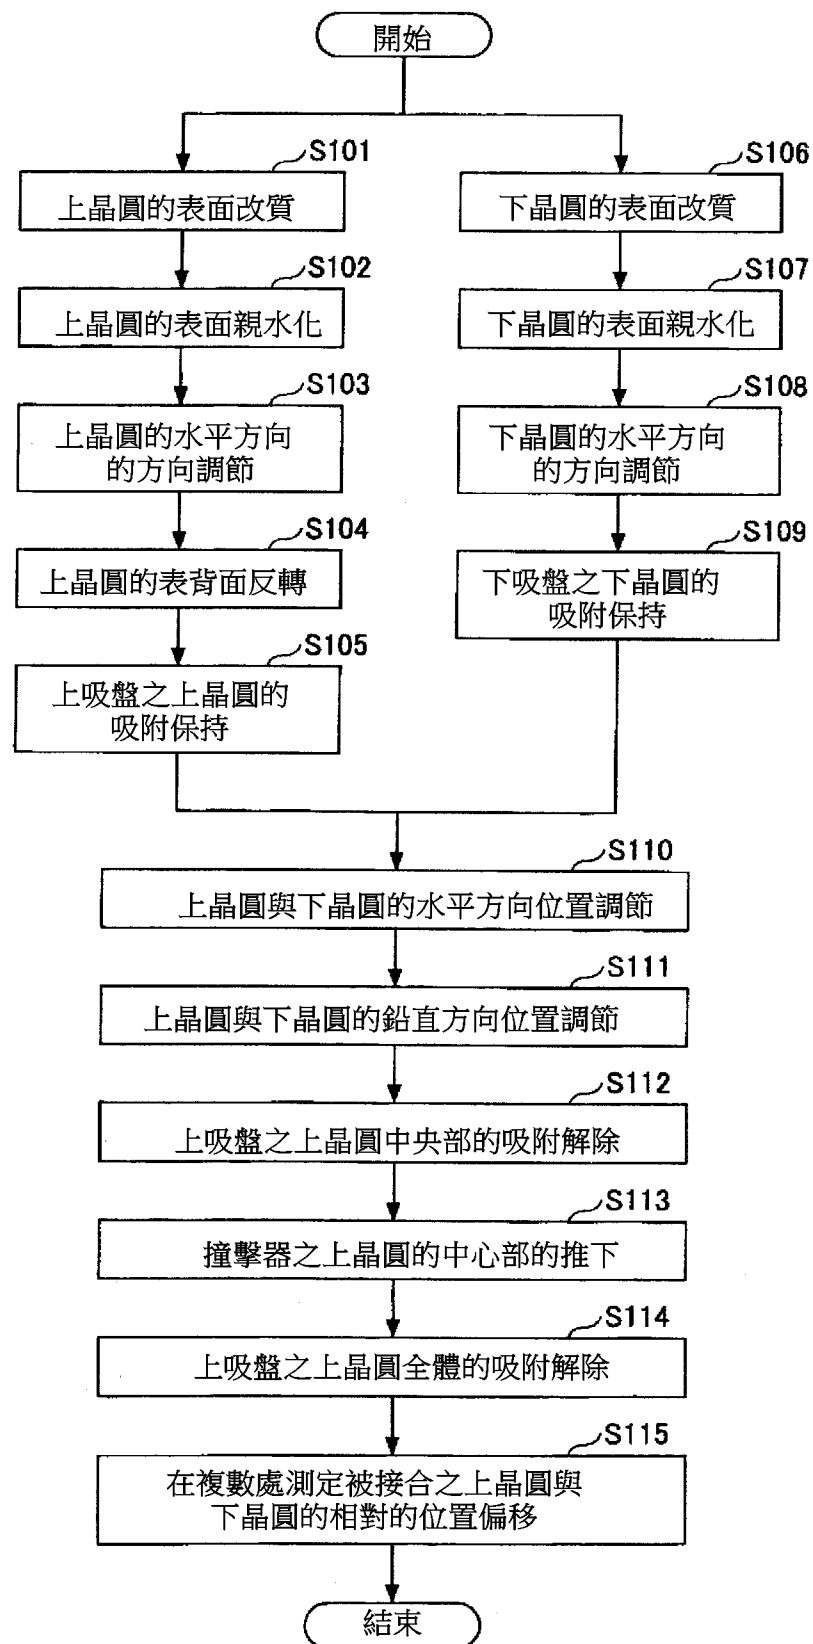 開始
S101
上晶圓的表面改質
S102
上晶圓的表面親水化
S103
上晶圓的水平方向
的方向調節
S104
上晶圓的表背面反轉
S105
上吸盤之上晶圓的
吸附保持
S106
下晶圓的表面改質
S107
下晶圓的表面親水化
S108
下晶圓的水平方向
的方向調節
S109
下吸盤之下晶圓的
吸附保持
S110
上晶圓與下晶圓的水平方向位置調節
S111
上晶圓與下晶圓的鉛直方向位置調節
S112
上吸盤之上晶圓中央部的吸附解除
S113
撞擊器之上晶圓的中心部的推下
S114
上吸盤之上晶圓全體的吸附解除
S115
在複數處測定被接合之上晶圓與
下晶圓的相對的位置偏移
結束